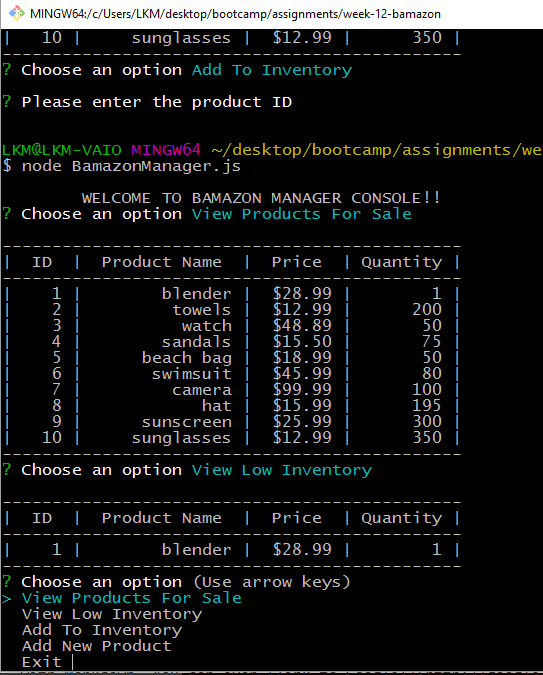 MINGW64:/c/Users/LKM/desktop/bootcamp/assignments/week-12-bamazon
| 10 | sunglasses | $12.99 | 350 |
----------------------------------------------
? Choose an option Add To Inventory
? Please enter the product ID
LKM@LKM-VAIO MINGW64 ~/desktop/bootcamp/assignments/we
$ node BamazonManager.js
WELCOME TO BAMAZON MANAGER CONSOLE!!
? Choose an option View Products For Sale
----------------------------------------------
| ID | Product Name | Price | Quantity |
----------------------------------------------
| 1 | blender | $28.99 | 1 |
| 2 | towels | $12.99 | 200 |
| 3 | watch | $48.89 | 50 |
| 4 | sandals | $15.50 | 75 |
| 5 | beach bag | $18.99 | 50 |
| 6 | swimsuit | $45.99 | 80 |
| 7 | camera | $99.99 | 100 |
| 8 | hat | $15.99 | 195 |
| 9 | sunscreen | $25.99 | 300 |
| 10 | sunglasses | $12.99 | 350 |
----------------------------------------------
? Choose an option View Low Inventory
----------------------------------------------
| ID | Product Name | Price | Quantity |
----------------------------------------------
| 1 | blender | $28.99 | 1 |
----------------------------------------------
? Choose an option (Use arrow keys)
> View Products For Sale
View Low Inventory
Add To Inventory
Add New Product
Exit